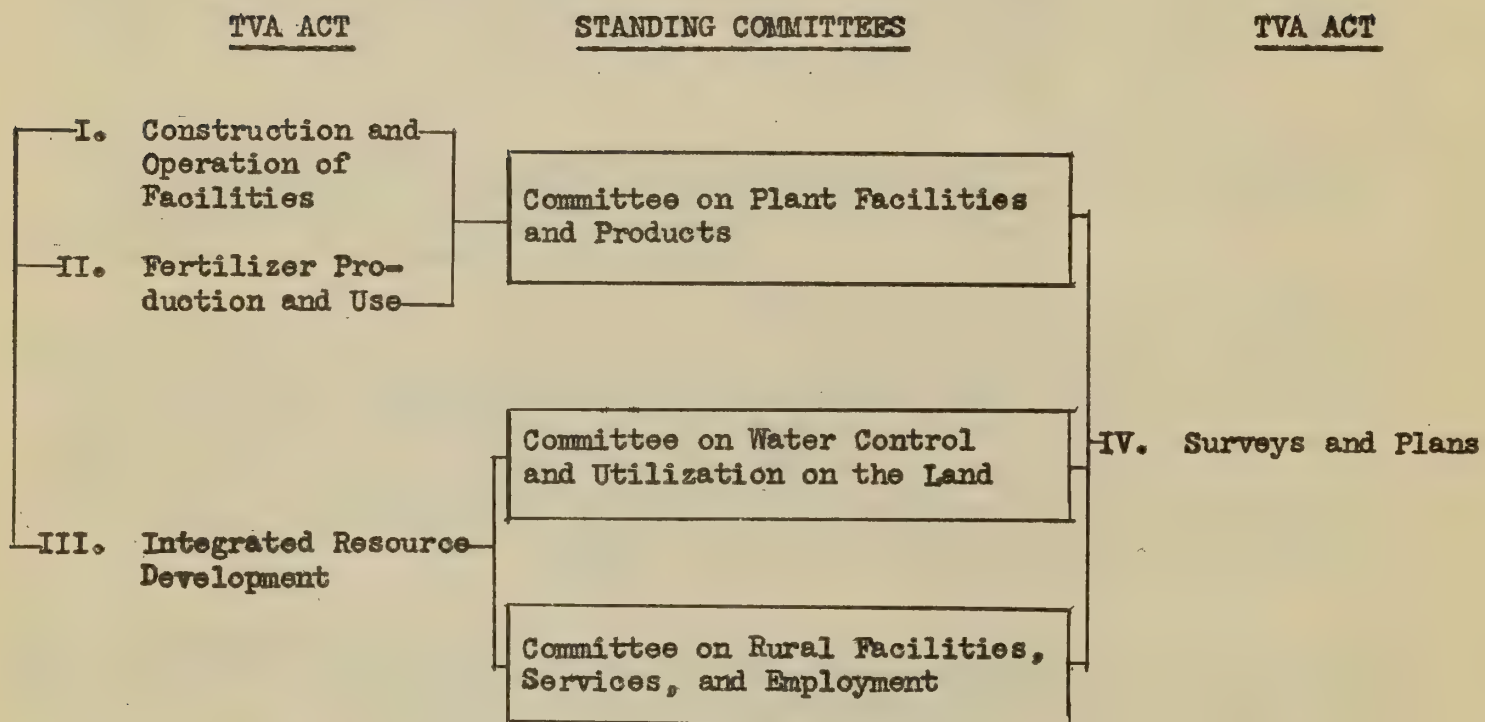 TVA ACT STANDING COMMITTEES TVA ACT
I. Construction and
Operation of
Facilities
Committee on Plant Facilities
and Products
II. Fertilizer Pro-
duction and Use
Committee on Water Control
and Utilization on the Land
IV. Surveys and Plans
III. Integrated Resource
Development
Committee on Rural Facilities,
Services, and Employment